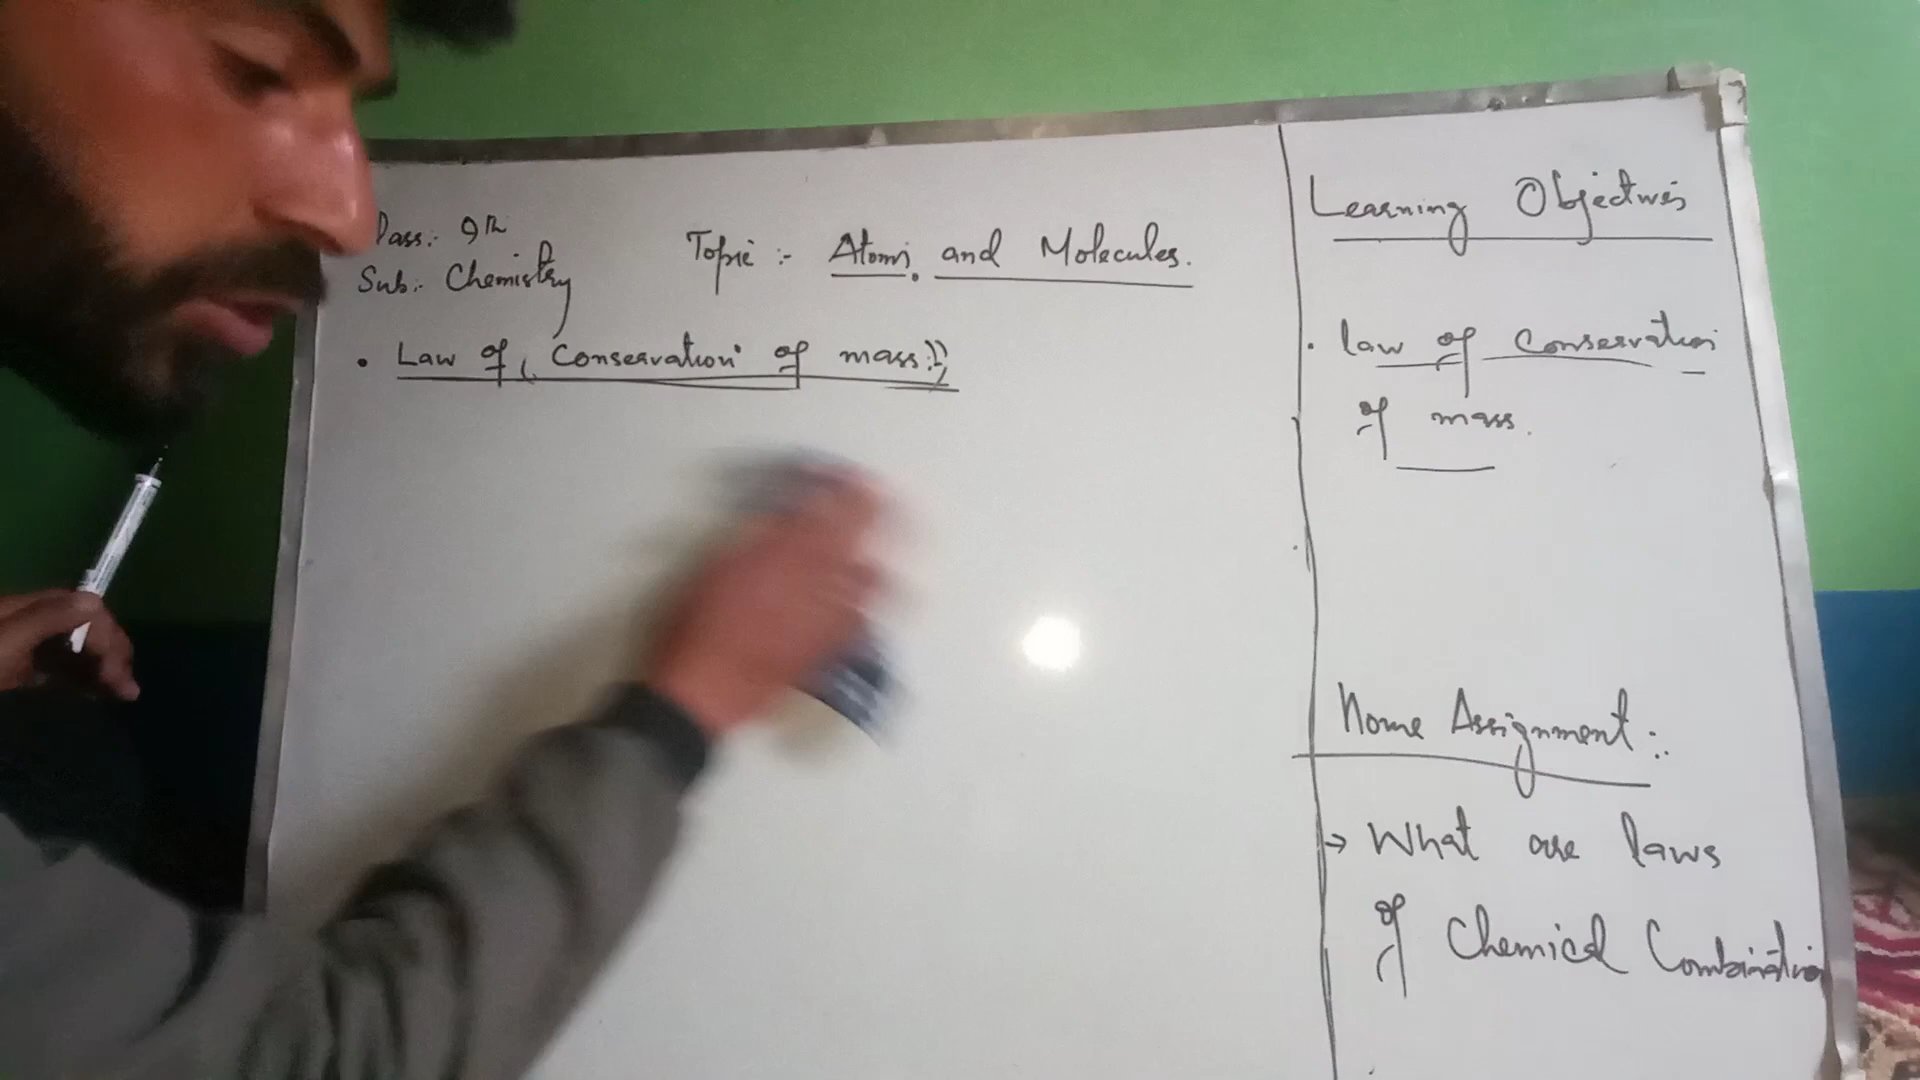 Class:- 9th
Sub:- Chemistry
Topic :- Atoms and Molecules.
• Law of (Conservation of mass:)
Learning Objectives
• law of Conservation
of mass.
Home Assignment :-
→ What are laws
of Chemical Combination